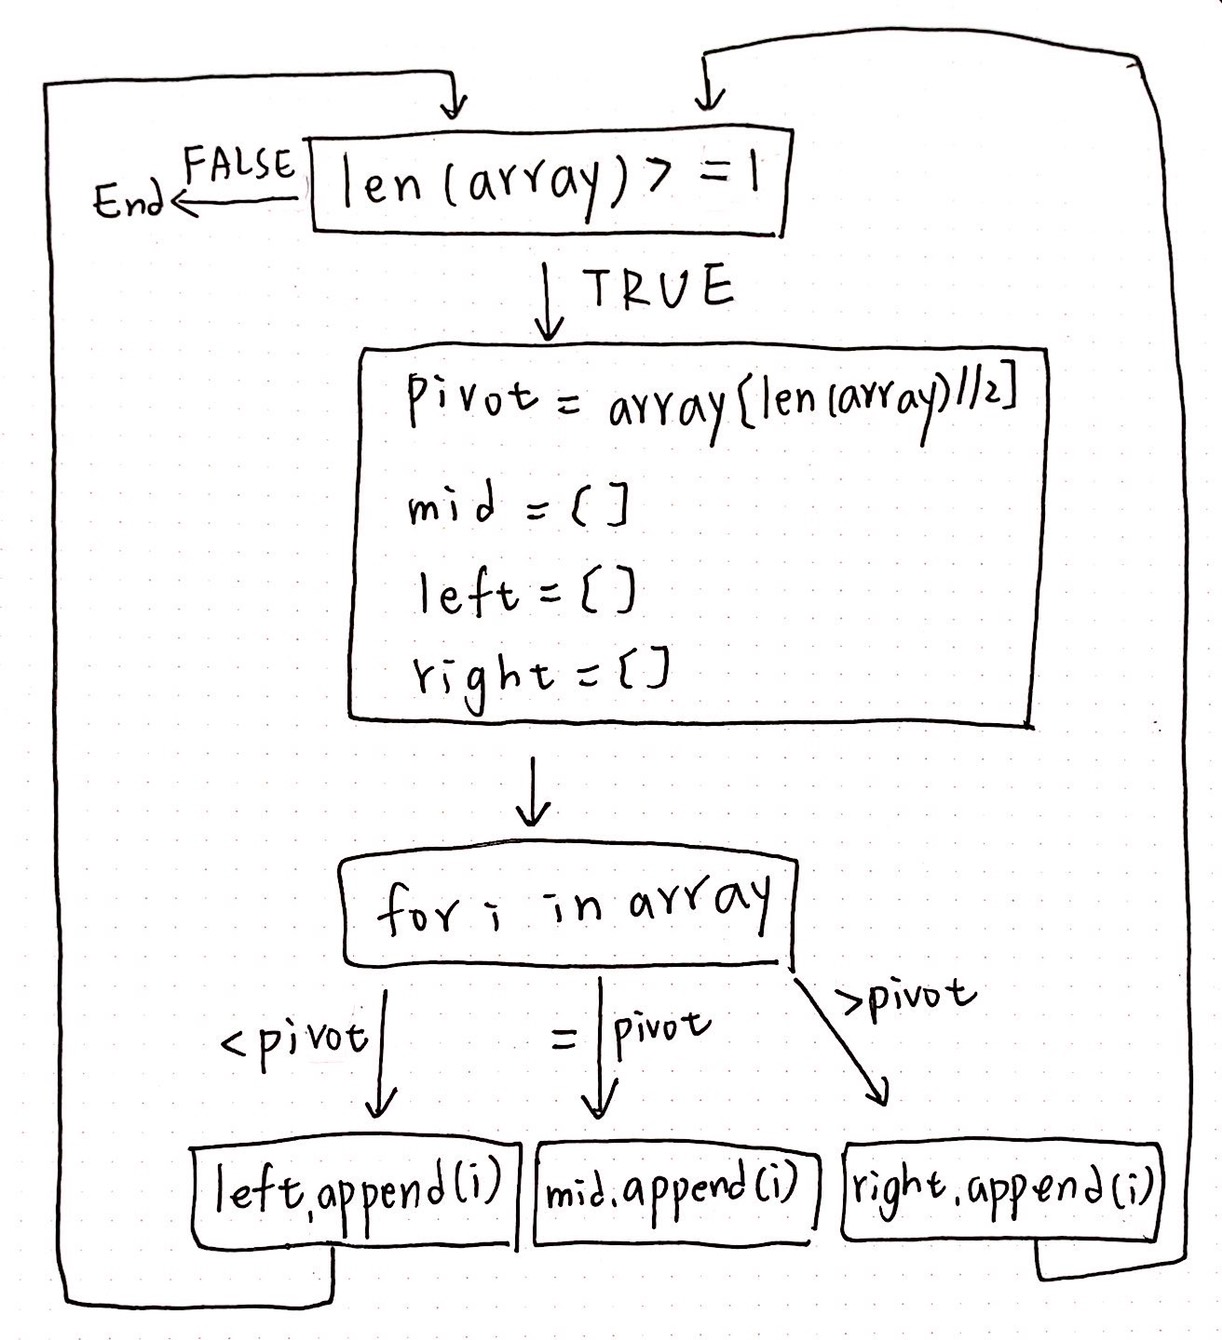 FALSE
End
len(array) > = 1
TRUE
pivot = array[len(array)//2]
mid = []
left = []
right = []
for i in array
< pivot
= pivot
>pivot
left.append(i)
mid.append(i)
right.append(i)